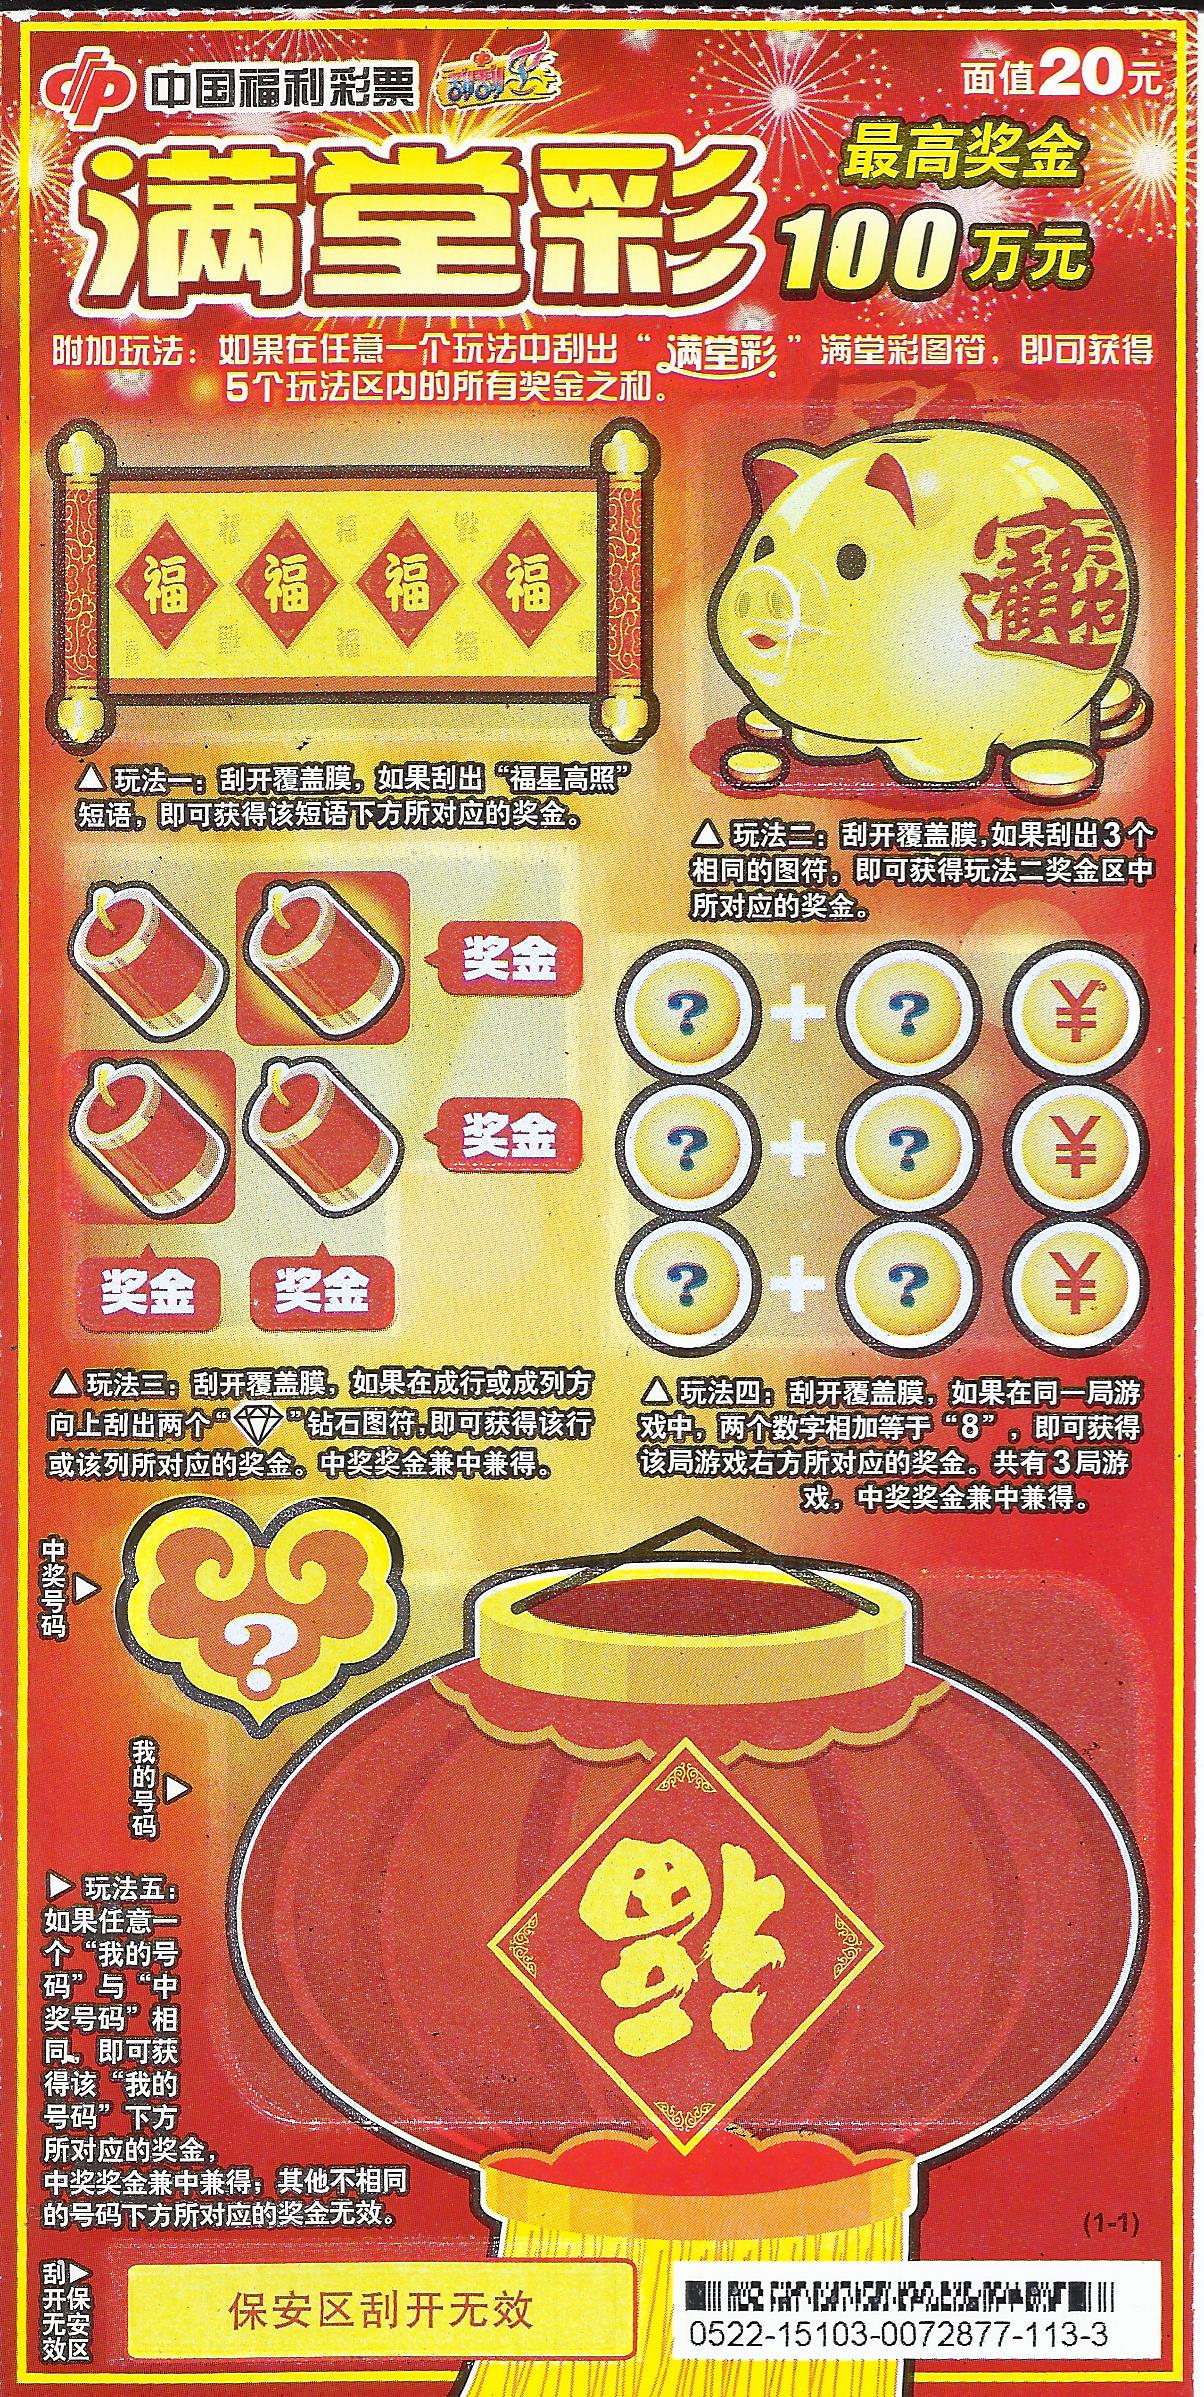 中国福利彩票 刮刮乐
面值20元
满堂彩
最高奖金
100万元
附加玩法：如果在任意一个玩法中刮出“满堂彩”满堂彩图符，即可获得
5个玩法区内的所有奖金之和。
福 福 福 福
招财进宝
▲玩法一：刮开覆盖膜，如果刮出“福星高照”
短语，即可获得该短语下方所对应的奖金。
▲玩法二：刮开覆盖膜，如果刮出3个
相同的图符，即可获得玩法二奖金区中
所对应的奖金。
奖金
奖金
奖金 奖金
? + ? ¥
? + ? ¥
? + ? ¥
▲玩法三：刮开覆盖膜，如果在成行或成列方
向上刮出两个“ ”钻石图符，即可获得该行
或该列所对应的奖金。中奖奖金兼中兼得。
▲玩法四：刮开覆盖膜，如果在同一局游
戏中，两个数字相加等于“8”，即可获得
该局游戏右方所对应的奖金。共有3局游
戏，中奖奖金兼中兼得。
中奖号码▶
?
我的号码▶
福
▶玩法五：
如果任意一
个“我的号
码”与“中
奖号码”相
同，即可获
得该“我的
号码”下方
所对应的奖金，
中奖奖金兼中兼得；其他不相同
的号码下方所对应的奖金无效。
(1-1)
保安区▶
刮开无效
保安区刮开无效
0522-15103-0072877-113-3